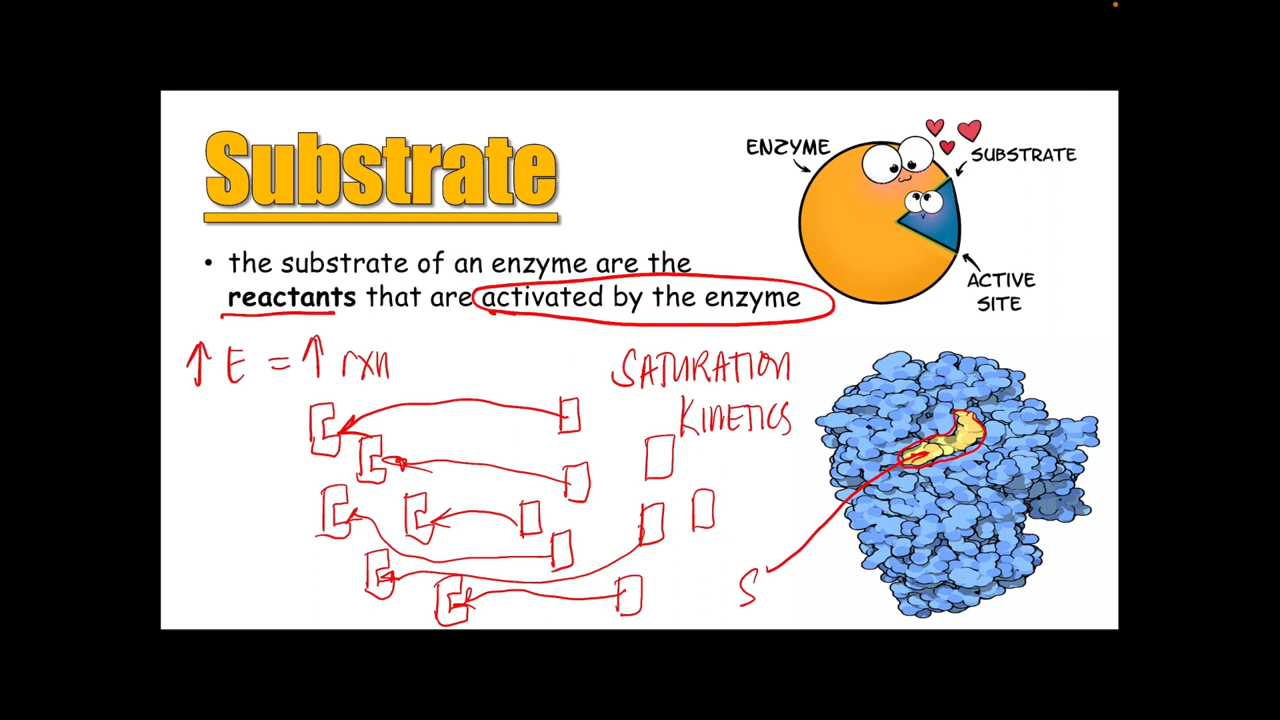 Substrate
• the substrate of an enzyme are the
reactants that are activated by the enzyme
ENZYME
SUBSTRATE
ACTIVE
SITE
↑ E = ↑ rxn
SATURATION
KINETICS
S